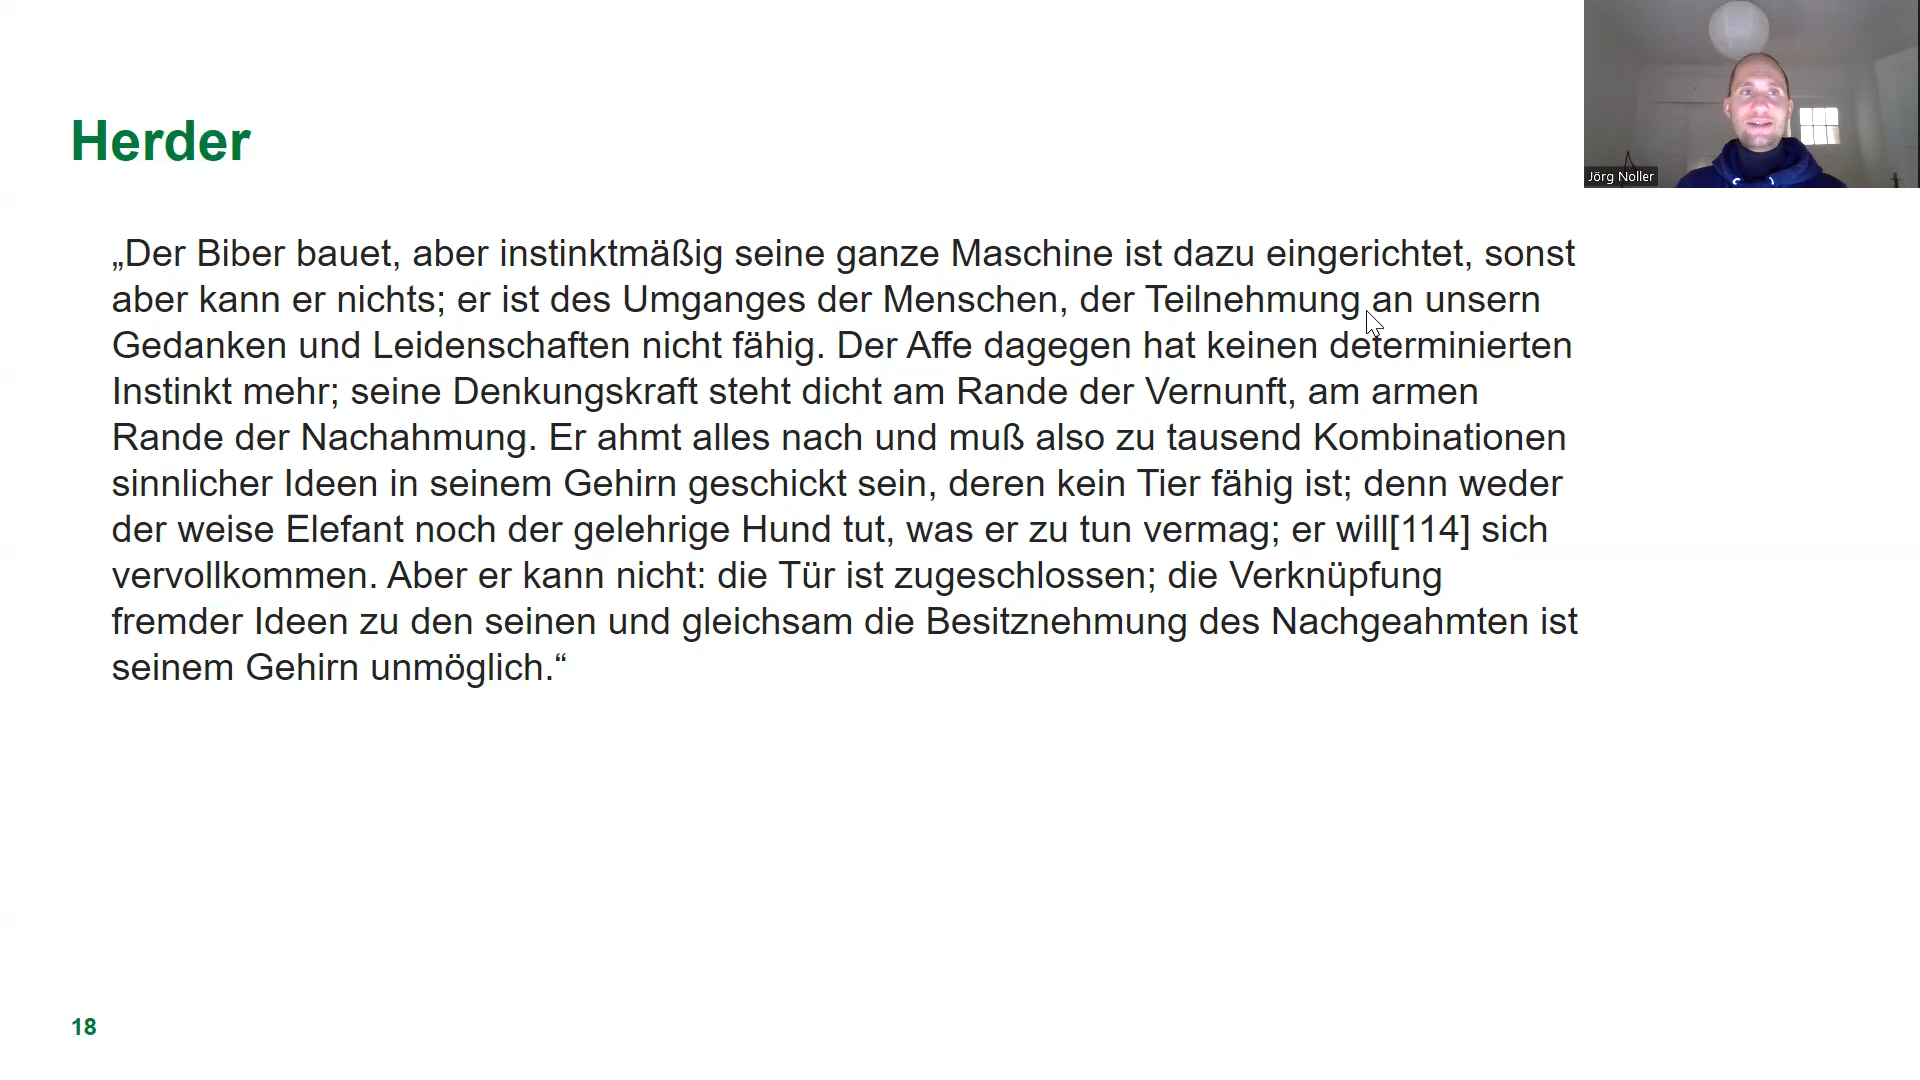 Herder
Jörg Noller
„Der Biber bauet, aber instinktmäßig seine ganze Maschine ist dazu eingerichtet, sonst
aber kann er nichts; er ist des Umganges der Menschen, der Teilnehmung an unsern
Gedanken und Leidenschaften nicht fähig. Der Affe dagegen hat keinen determinierten
Instinkt mehr; seine Denkungskraft steht dicht am Rande der Vernunft, am armen
Rande der Nachahmung. Er ahmt alles nach und muß also zu tausend Kombinationen
sinnlicher Ideen in seinem Gehirn geschickt sein, deren kein Tier fähig ist; denn weder
der weise Elefant noch der gelehrige Hund tut, was er zu tun vermag; er will[114] sich
vervollkommen. Aber er kann nicht: die Tür ist zugeschlossen; die Verknüpfung
fremder Ideen zu den seinen und gleichsam die Besitznehmung des Nachgeahmten ist
seinem Gehirn unmöglich.“
18